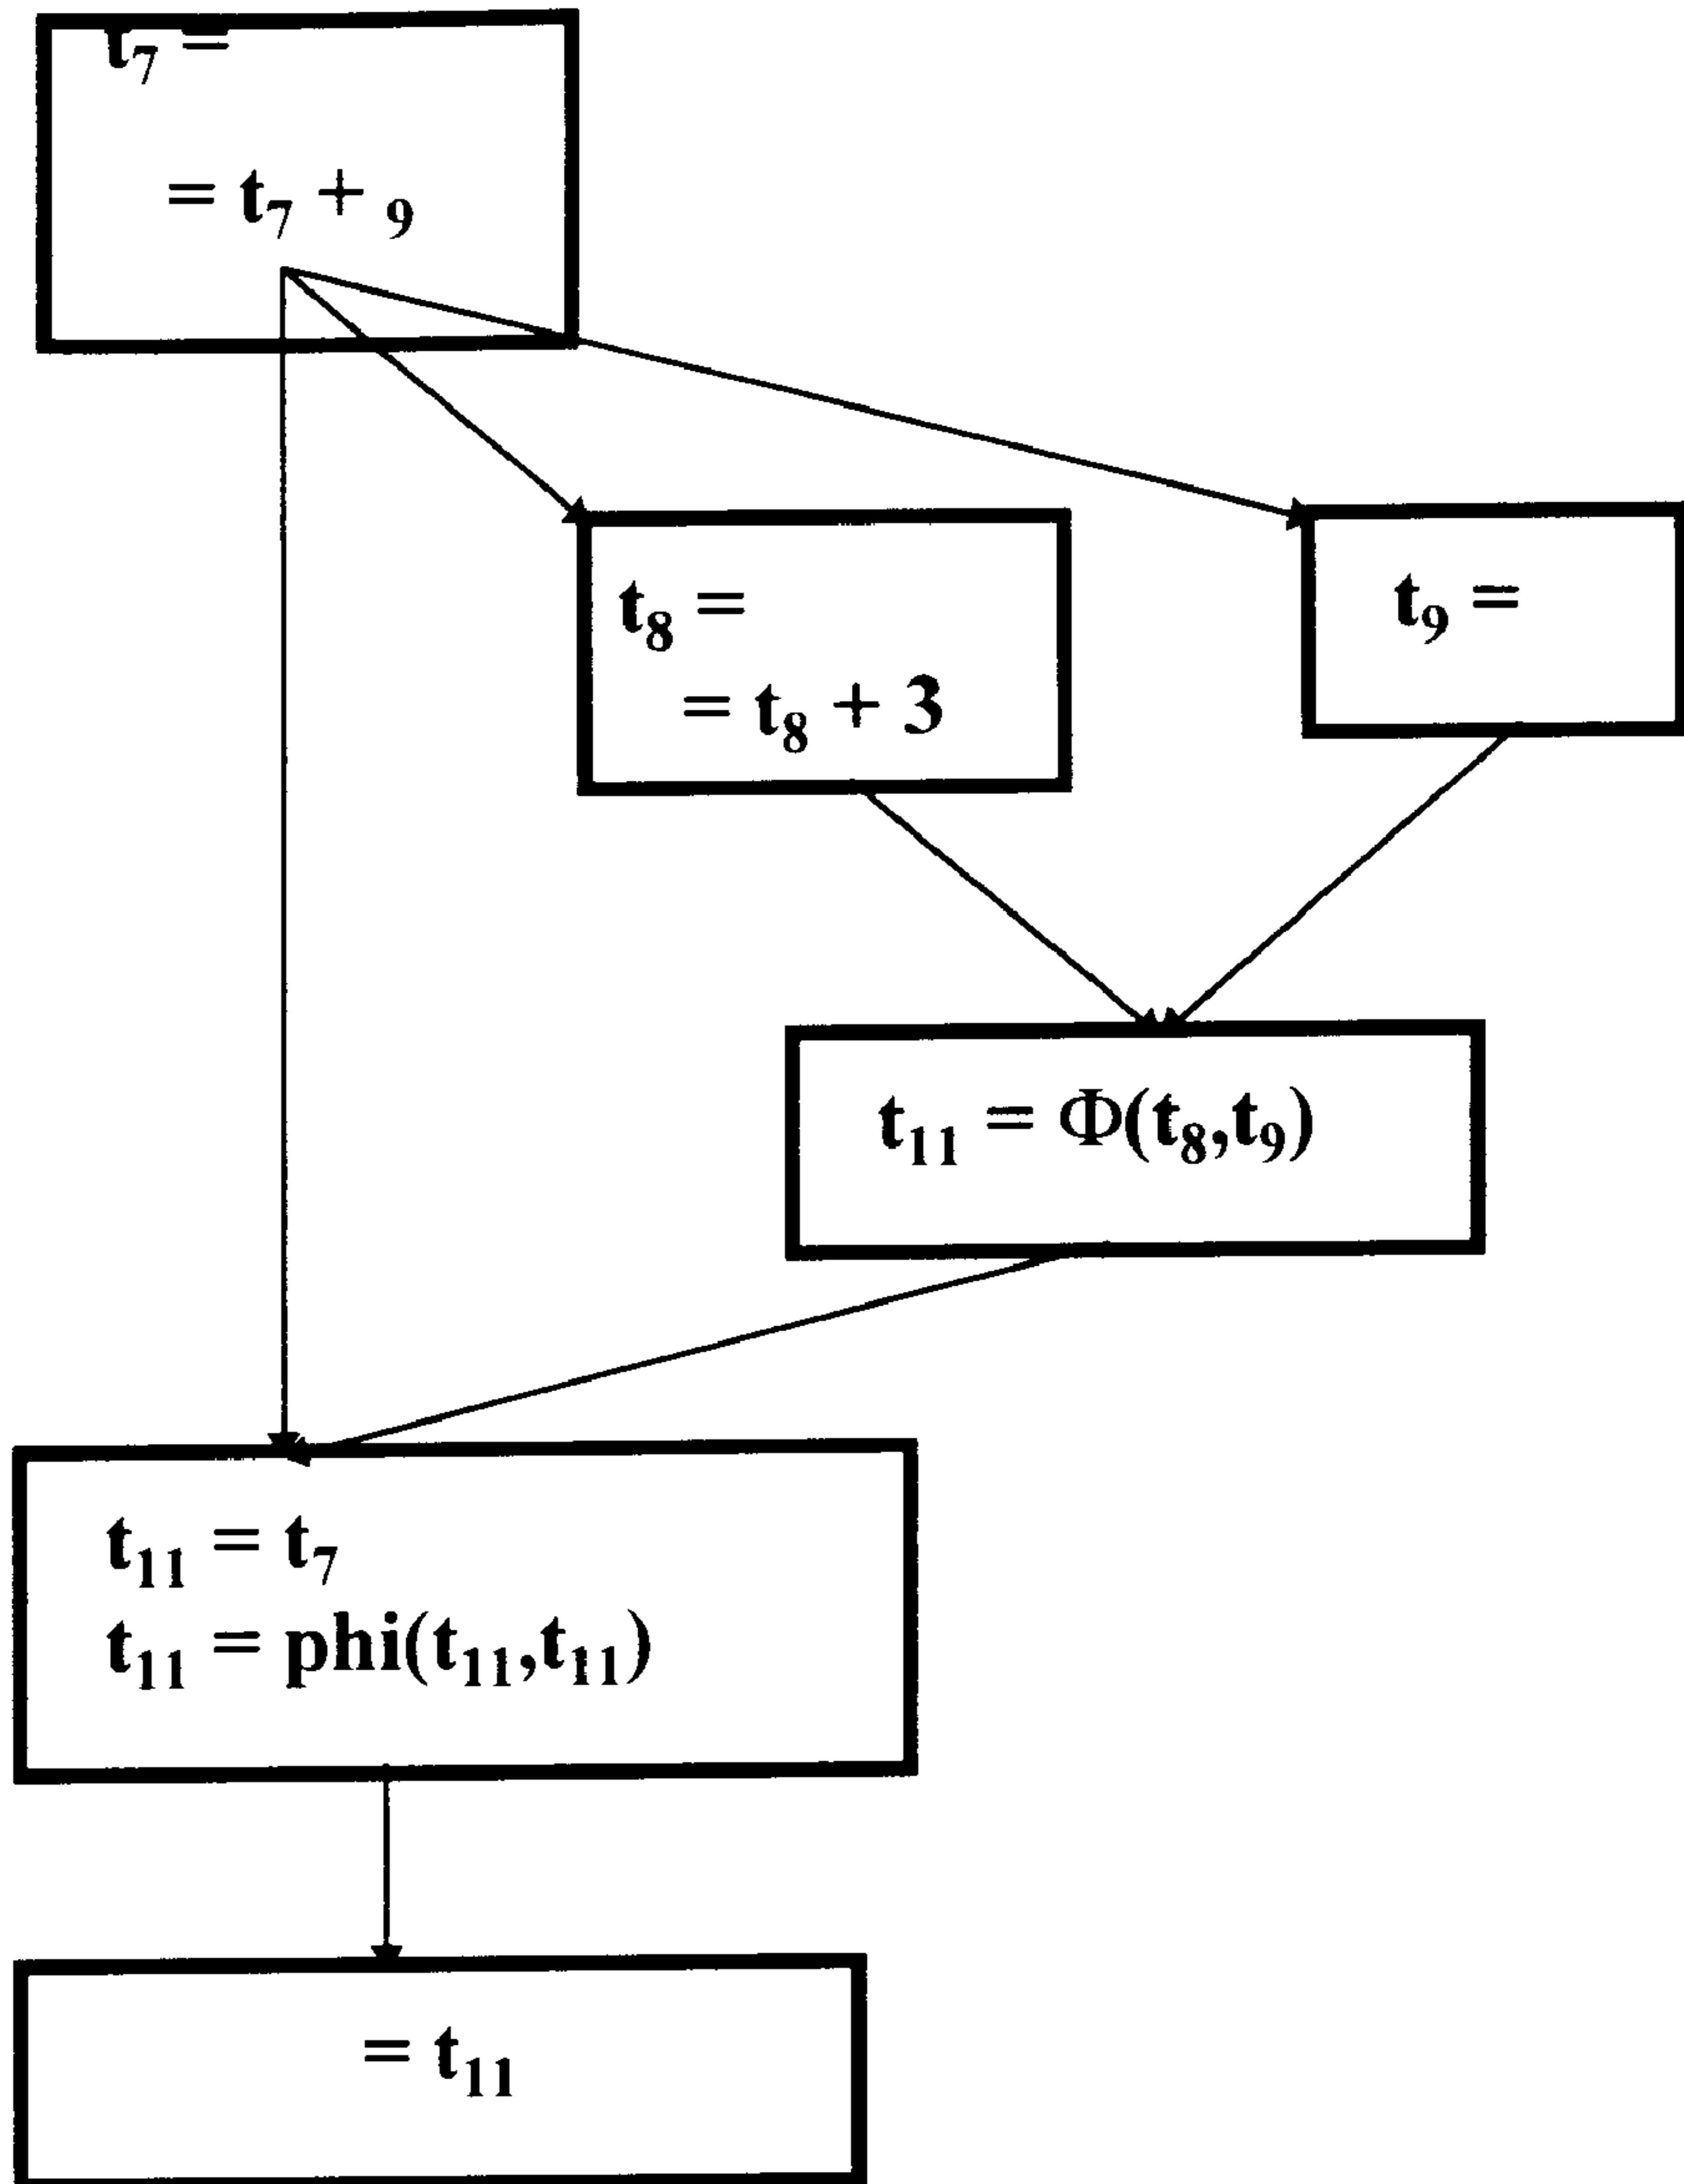 t₇ =
= t₇ + ₉
t₈ =
= t₈ + 3
t₉ =
t₁₁ = Φ(t₈,t₉)
t₁₁ = t₇
t₁₁ = phi(t₁₁,t₁₁)
= t₁₁